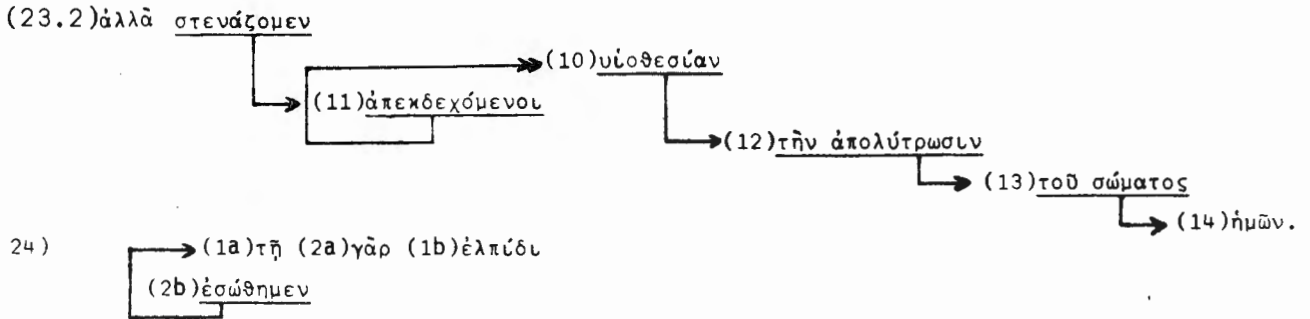 (23.2)ἀλλὰ στενάζομεν
(10)υἱοθεσίαν
(11)ἀπεκδεχόμενοι
(12)τὴν ἀπολύτρωσιν
(13)τοῦ σώματος
(14)ἡμῶν.
24) (1a)τῇ (2a)γὰρ (1b)ἐλπίδι
(2b)ἐσώθημεν